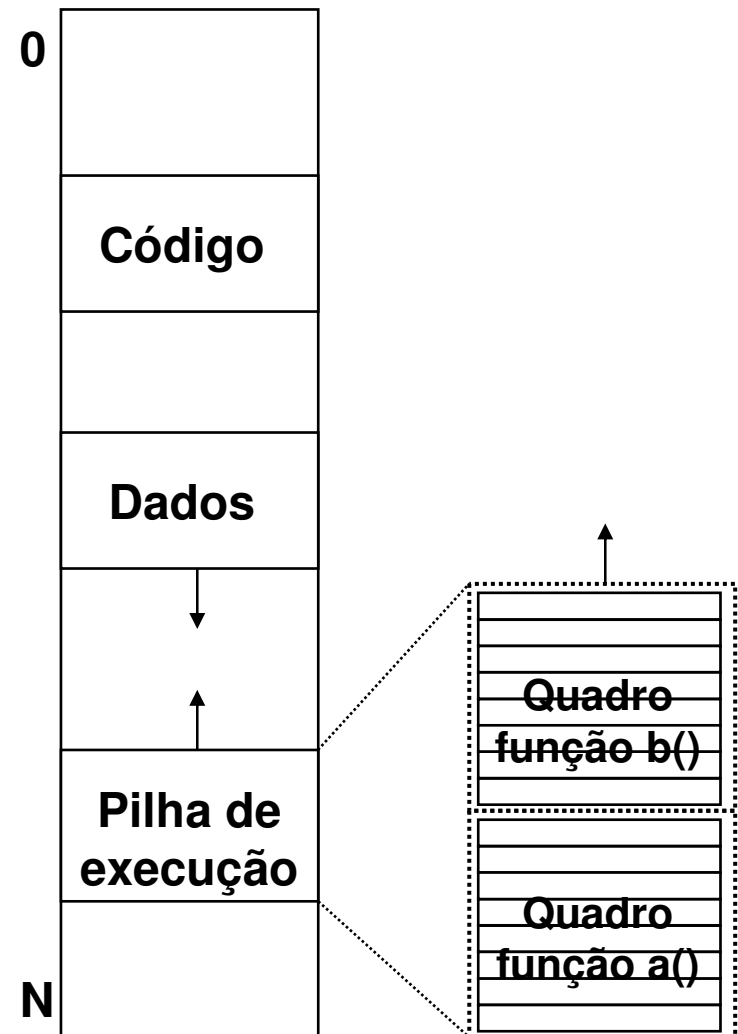 0
Código
Dados
Pilha de
execução
N
Quadro
função b()
Quadro
função a()